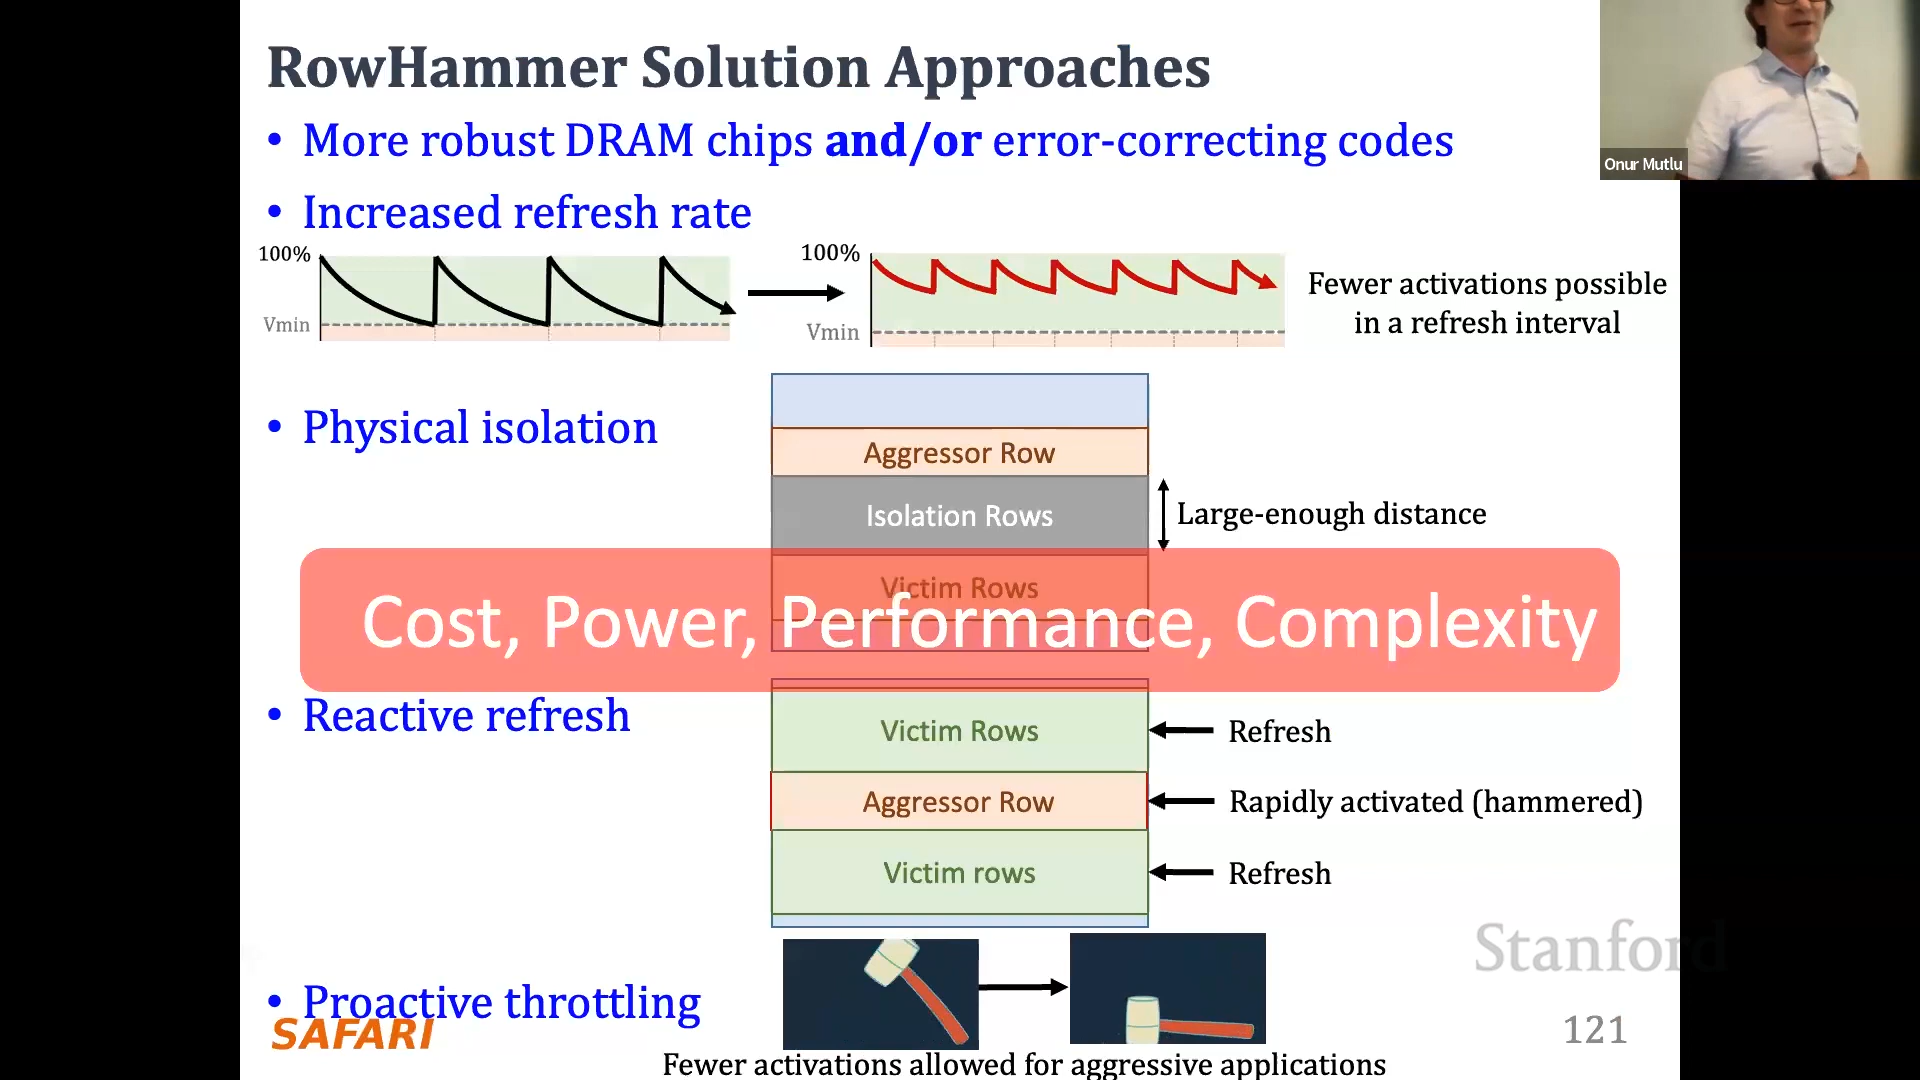 RowHammer Solution Approaches
• More robust DRAM chips and/or error-correcting codes
Onur Mutlu
• Increased refresh rate
100%
Vmin
100%
Vmin
Fewer activations possible
in a refresh interval
• Physical isolation
Aggressor Row
Isolation Rows
Large-enough distance
Victim Rows
Cost, Power, Performance, Complexity
• Reactive refresh
Victim Rows
Refresh
Aggressor Row
Rapidly activated (hammered)
Victim rows
Refresh
Stanford
• Proactive throttling
SAFARI
121
Fewer activations allowed for aggressive applications